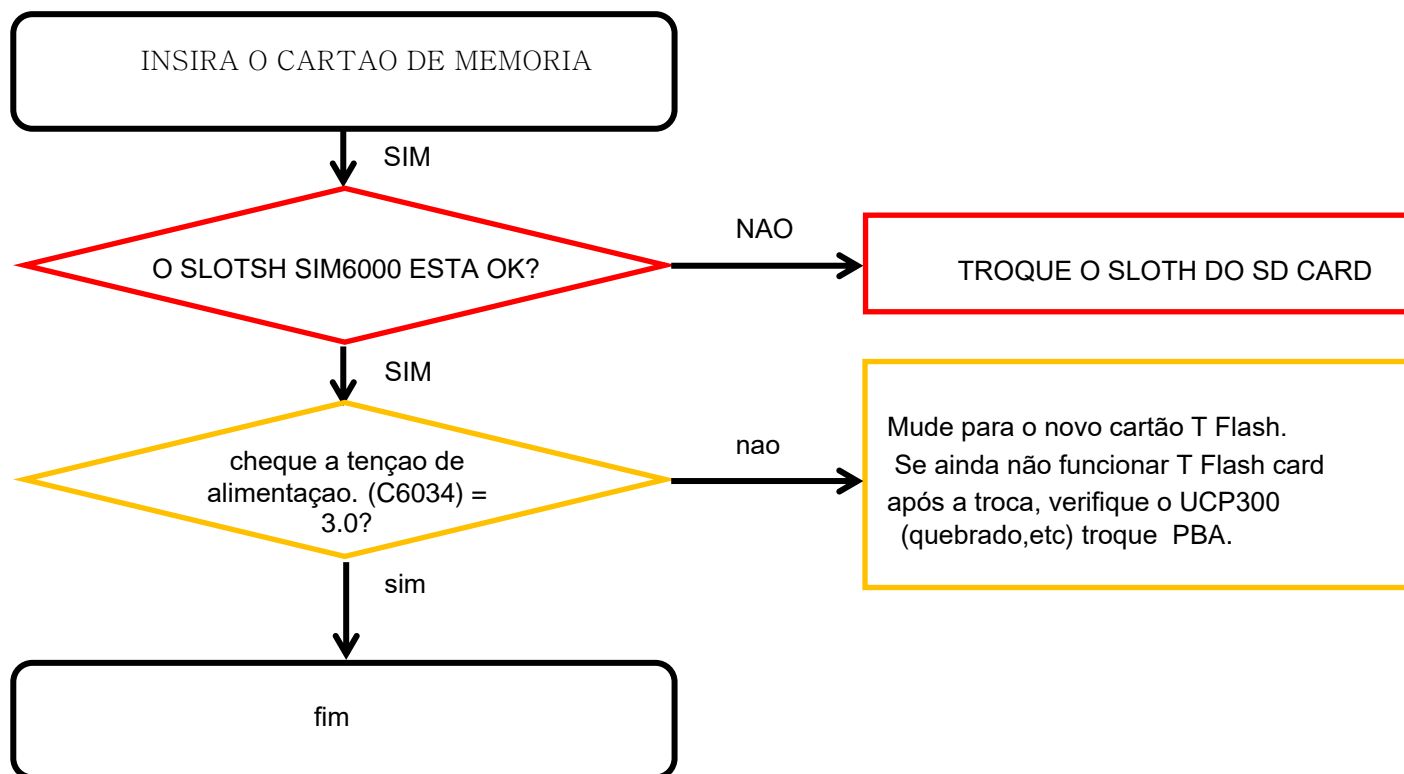 INSIRA O CARTAO DE MEMORIA
SIM
O SLOTSH SIM6000 ESTA OK?
NAO
TROQUE O SLOTH DO SD CARD
SIM
cheque a tençao de
alimentaçao. (C6034) =
3.0?
nao
Mude para o novo cartão T Flash.
Se ainda não funcionar T Flash card
após a troca, verifique o UCP300
(quebrado,etc) troque PBA.
sim
fim